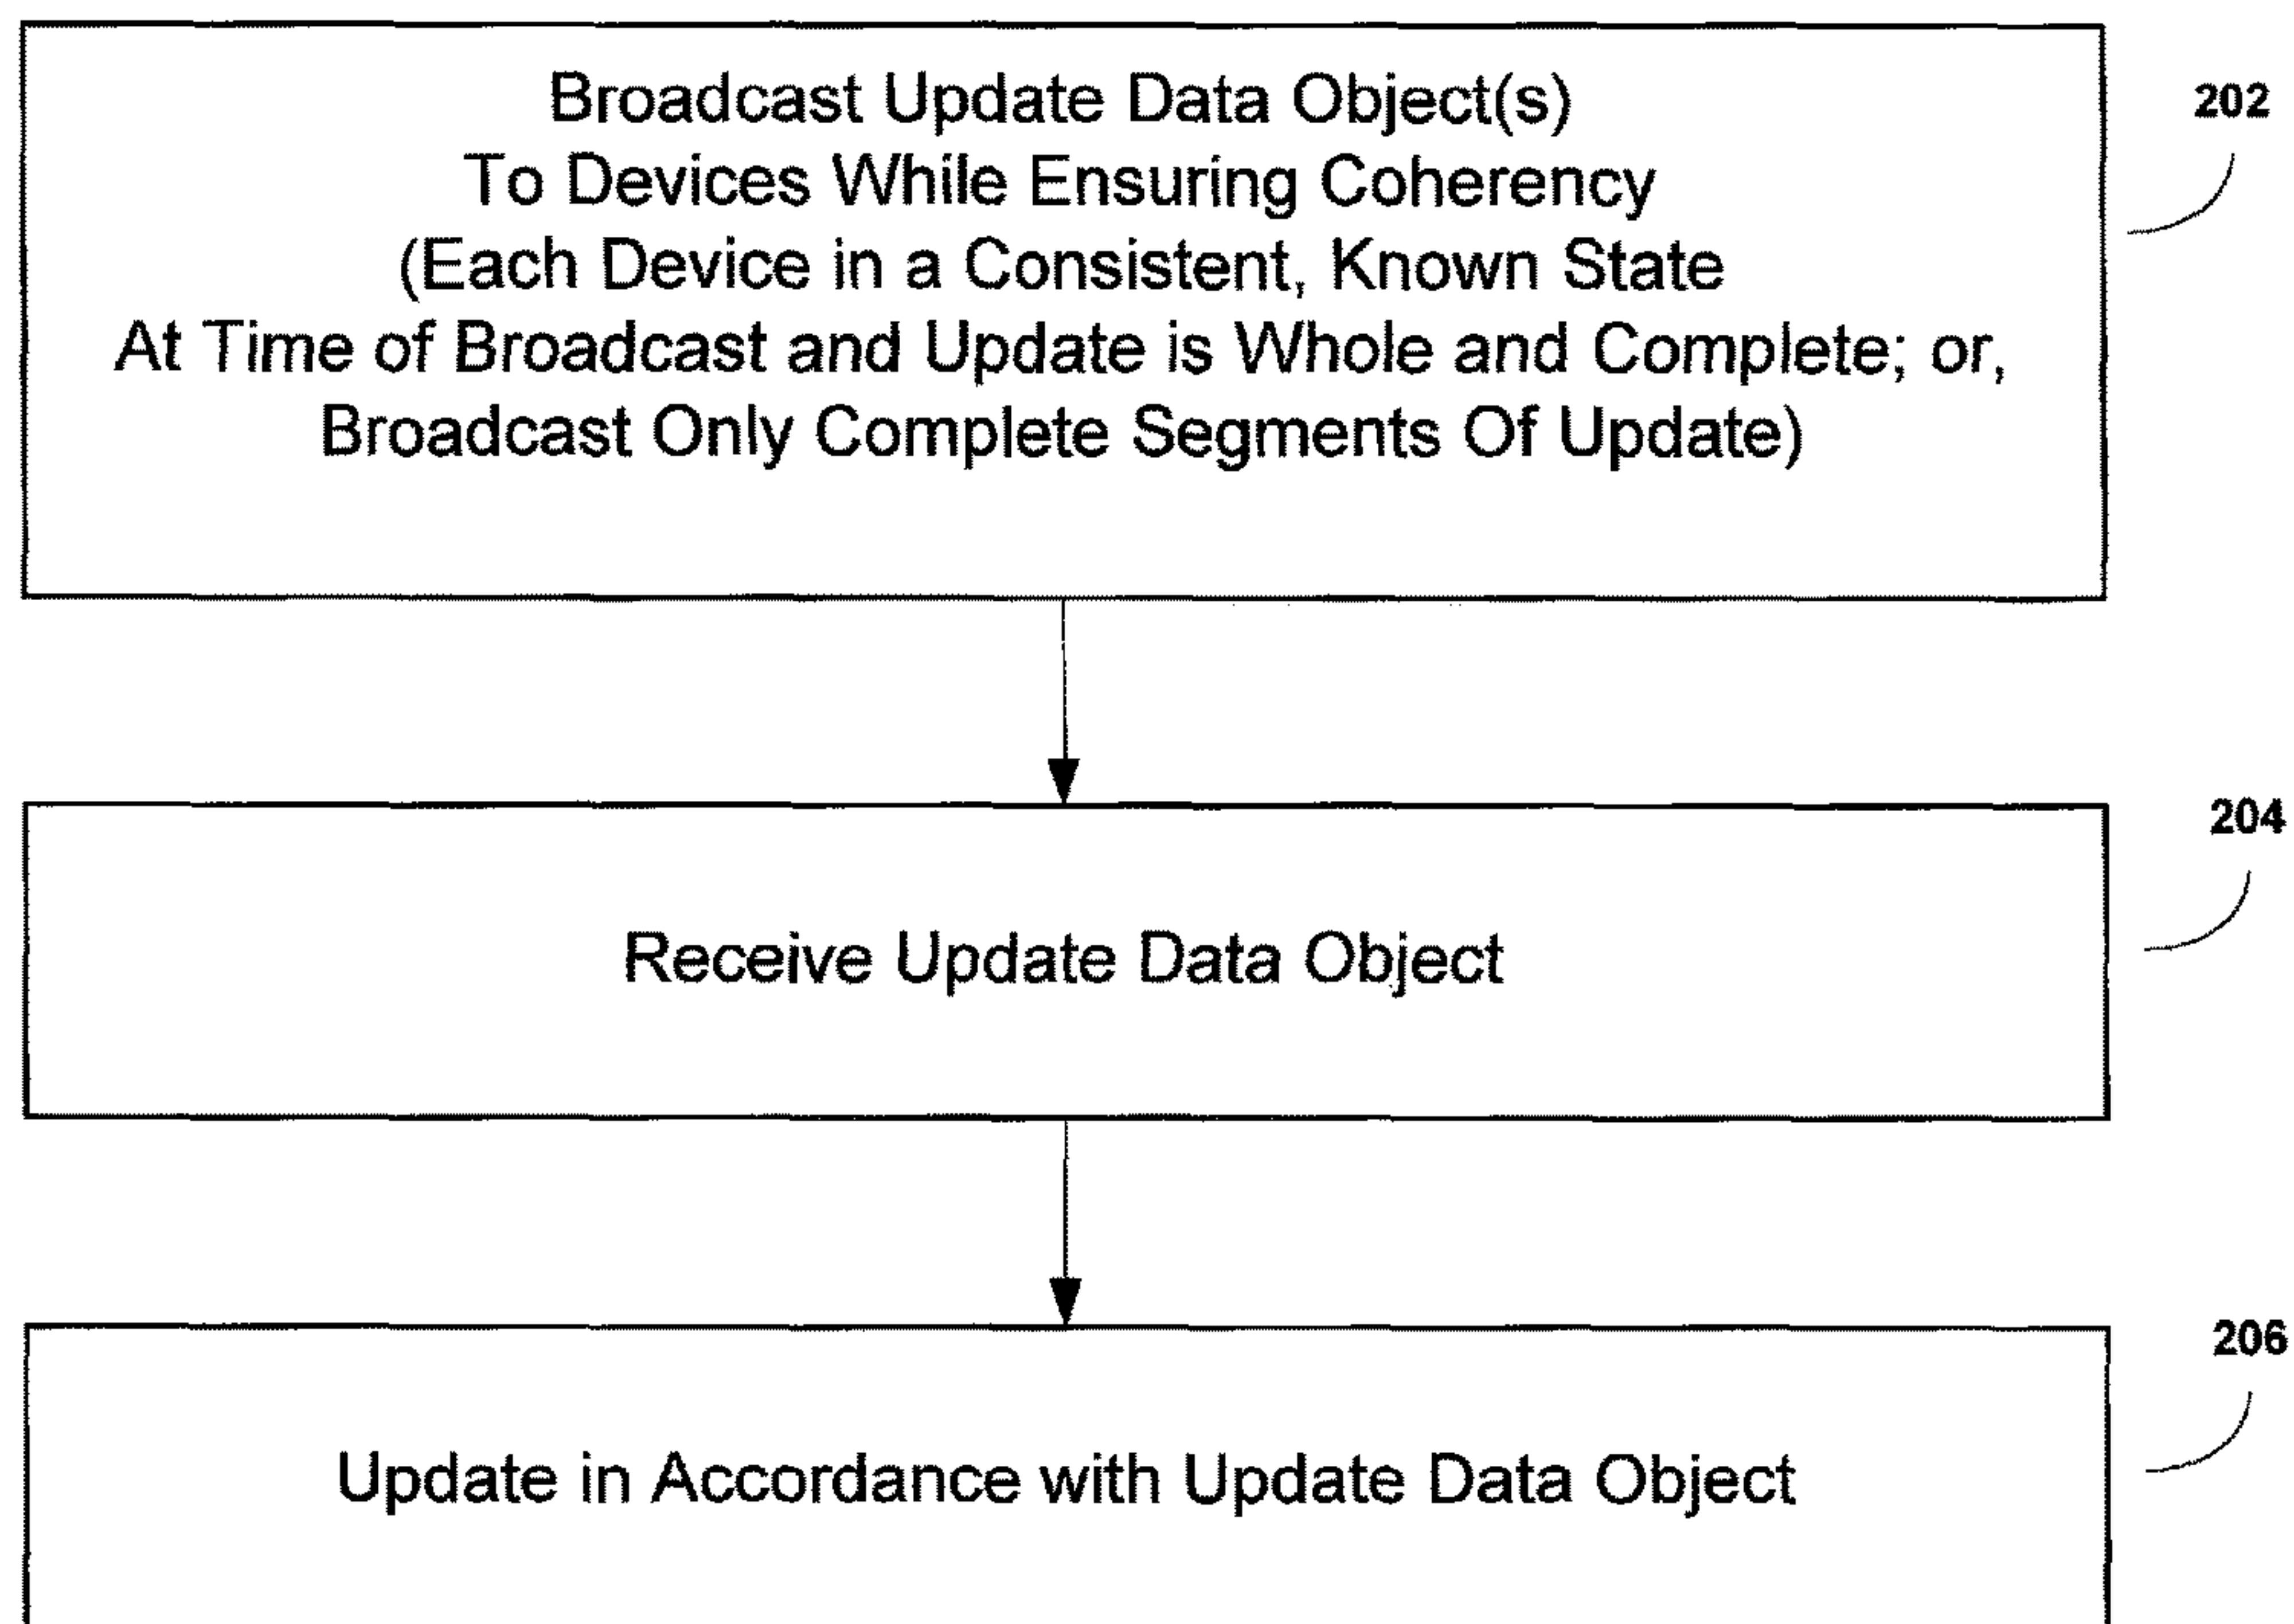 Broadcast Update Data Object(s)
To Devices While Ensuring Coherency
(Each Device in a Consistent, Known State
At Time of Broadcast and Update is Whole and Complete; or,
Broadcast Only Complete Segments Of Update)
202
Receive Update Data Object
204
Update in Accordance with Update Data Object
206